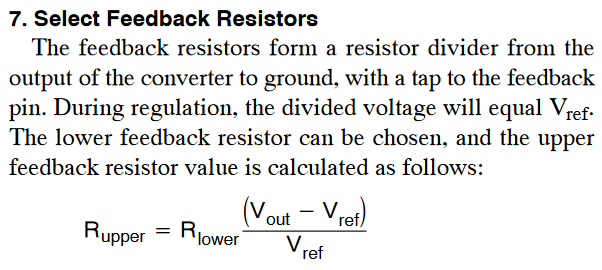 7. Select Feedback Resistors
The feedback resistors form a resistor divider from the
output of the converter to ground, with a tap to the feedback
pin. During regulation, the divided voltage will equal Vref.
The lower feedback resistor can be chosen, and the upper
feedback resistor value is calculated as follows:
Rupper = Rlower (Vout − Vref) / Vref